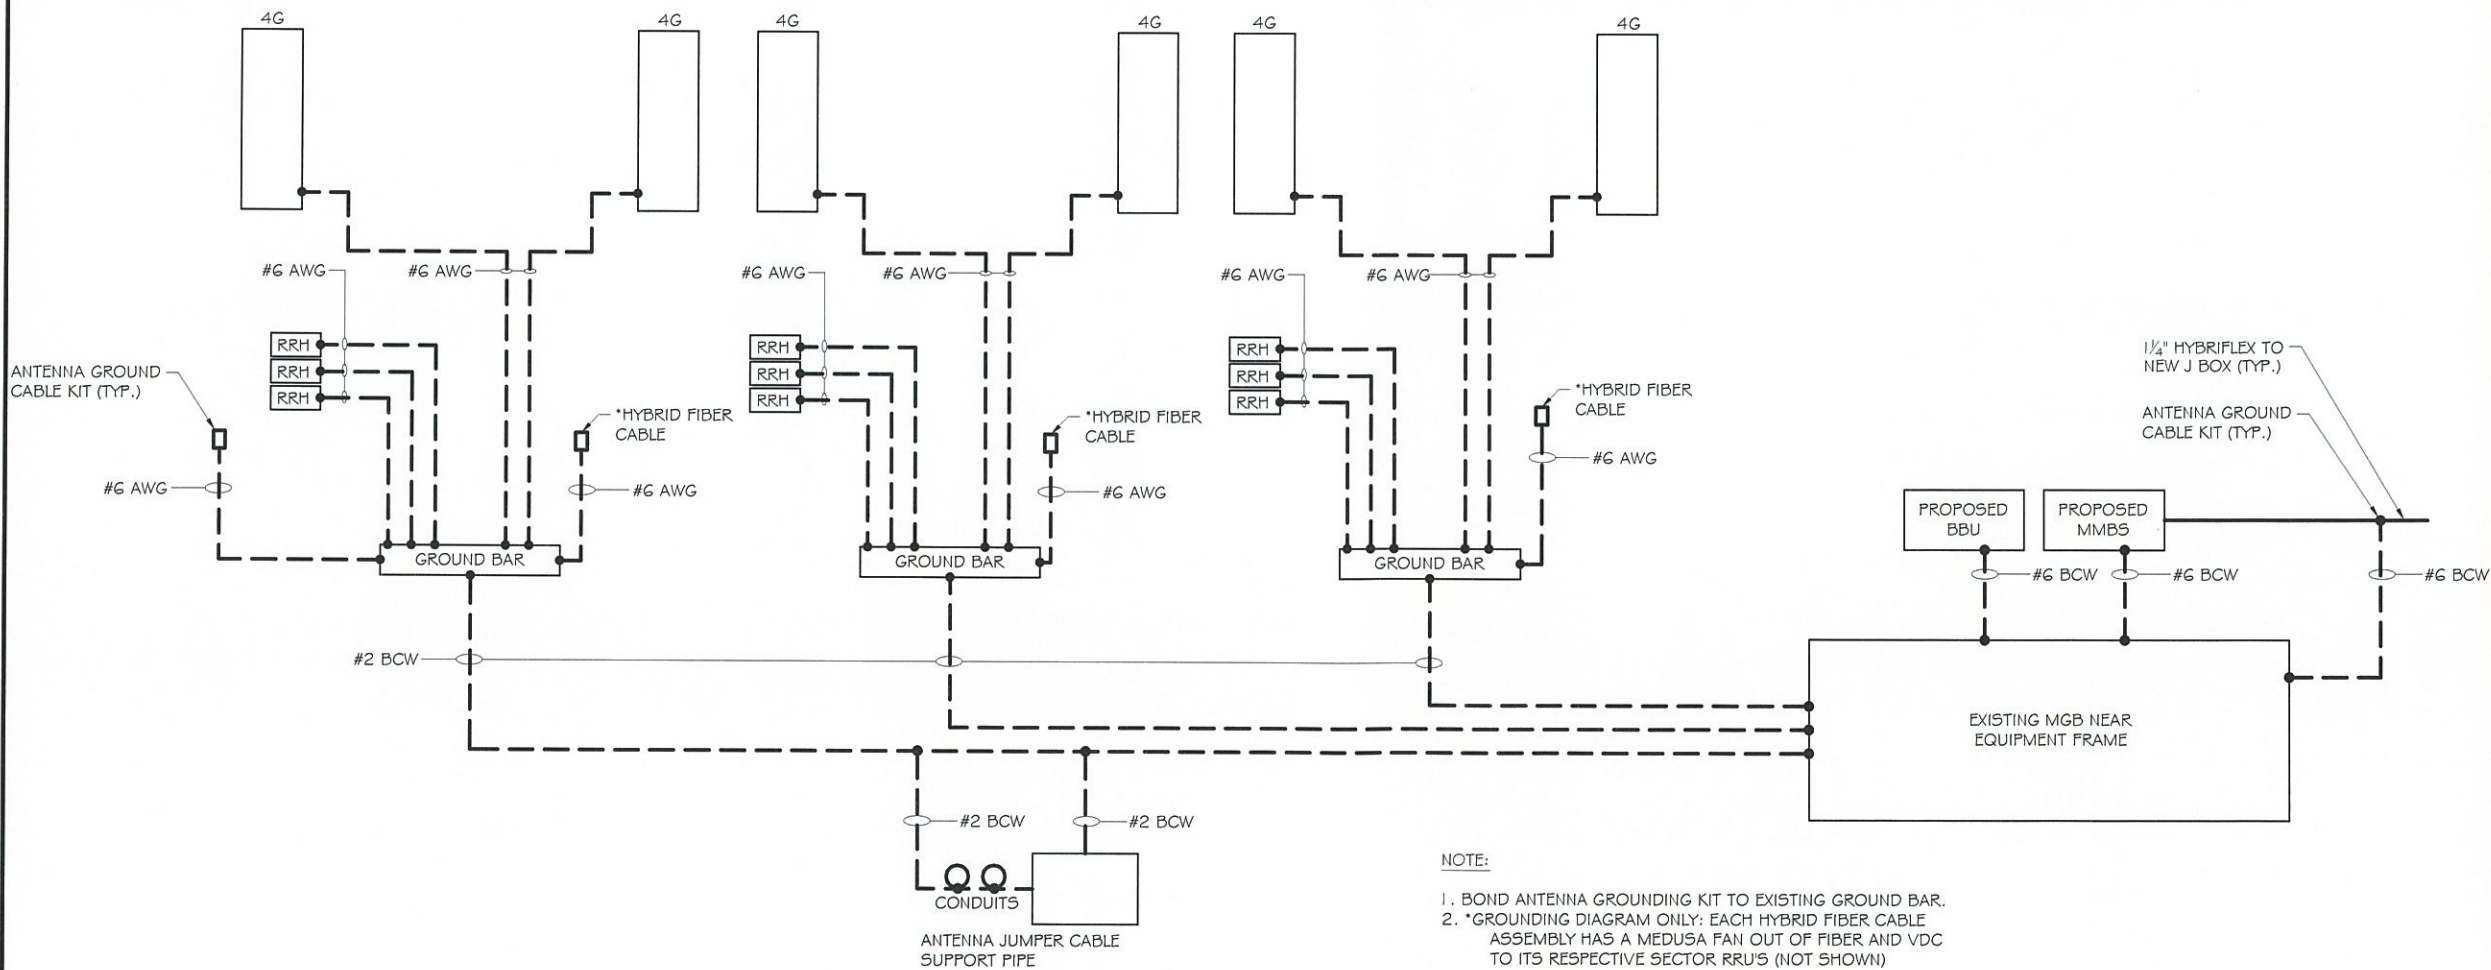 4G
4G
4G
4G
4G
4G
#6 AWG
#6 AWG
#6 AWG
#6 AWG
#6 AWG
#6 AWG
RRH
RRH
RRH
RRH
RRH
RRH
RRH
RRH
RRH
ANTENNA GROUND
CABLE KIT (TYP.)
*HYBRID FIBER
CABLE
*HYBRID FIBER
CABLE
*HYBRID FIBER
CABLE
1¼" HYBRIFLEX TO
NEW J BOX (TYP.)
ANTENNA GROUND
CABLE KIT (TYP.)
#6 AWG
#6 AWG
#6 AWG
#6 AWG
GROUND BAR
GROUND BAR
GROUND BAR
PROPOSED
BBU
PROPOSED
MMBS
#6 BCW
#6 BCW
#6 BCW
#2 BCW
EXISTING MGB NEAR
EQUIPMENT FRAME
#2 BCW
#2 BCW
CONDUITS
ANTENNA JUMPER CABLE
SUPPORT PIPE
NOTE:
1. BOND ANTENNA GROUNDING KIT TO EXISTING GROUND BAR.
2. *GROUNDING DIAGRAM ONLY: EACH HYBRID FIBER CABLE
ASSEMBLY HAS A MEDUSA FAN OUT OF FIBER AND VDC
TO ITS RESPECTIVE SECTOR RRU'S (NOT SHOWN)